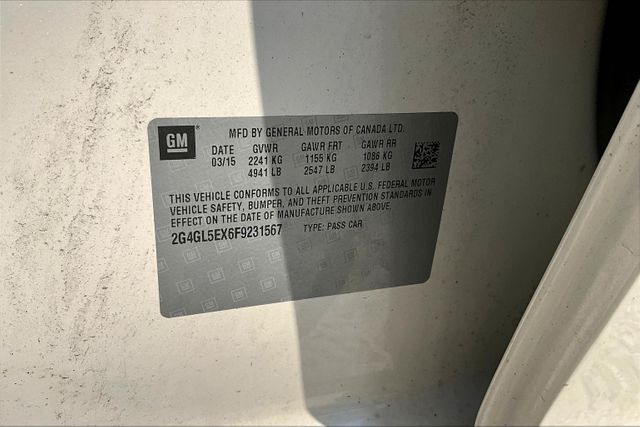 GM
MFD BY GENERAL MOTORS OF CANADA LTD.
DATE GVWR GAWR FRT GAWR RR
03/15 2241 KG 1155 KG 1086 KG
4941 LB 2547 LB 2394 LB
THIS VEHICLE CONFORMS TO ALL APPLICABLE U.S. FEDERAL MOTOR
VEHICLE SAFETY, BUMPER, AND THEFT PREVENTION STANDARDS IN
EFFECT ON THE DATE OF MANUFACTURE SHOWN ABOVE.
2G4GL5EX6F9231567 TYPE: PASS CAR